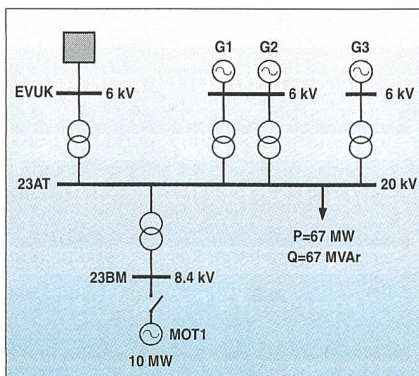 G1 G2 G3
EVUK 6 kV 6 kV 6 kV
23AT 20 kV
P=67 MW
Q=67 MVAr
23BM 8.4 kV
MOT1
10 MW